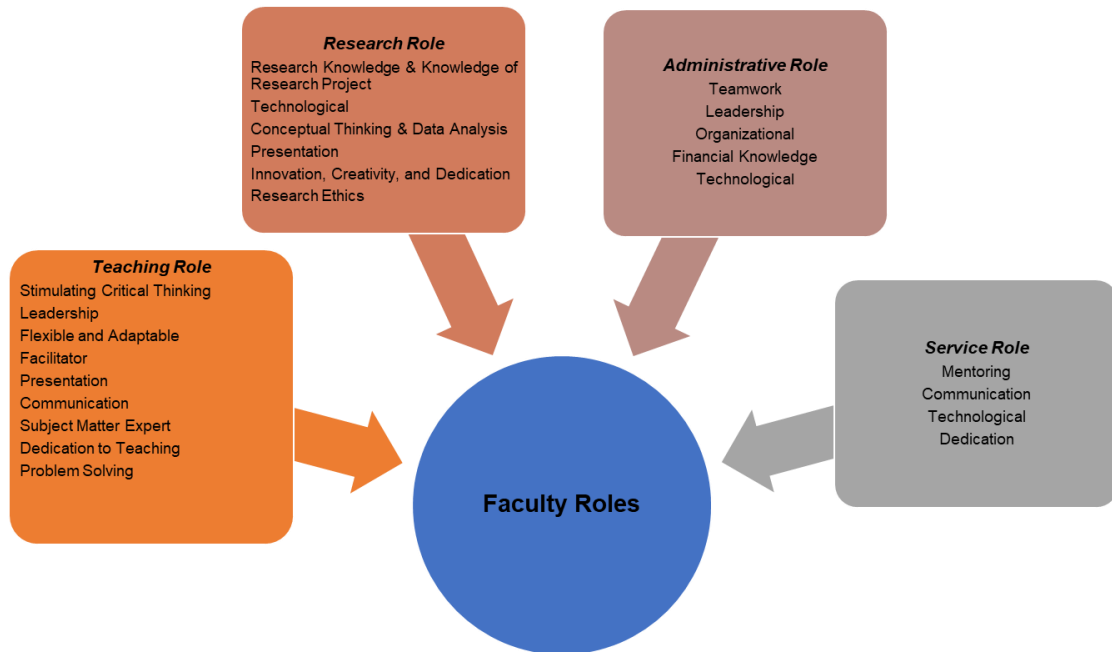 Research Role
Research Knowledge & Knowledge of
Research Project
Technological
Conceptual Thinking & Data Analysis
Presentation
Innovation, Creativity, and Dedication
Research Ethics
Administrative Role
Teamwork
Leadership
Organizational
Financial Knowledge
Technological
Teaching Role
Stimulating Critical Thinking
Leadership
Flexible and Adaptable
Facilitator
Presentation
Communication
Subject Matter Expert
Dedication to Teaching
Problem Solving
Service Role
Mentoring
Communication
Technological
Dedication
Faculty Roles